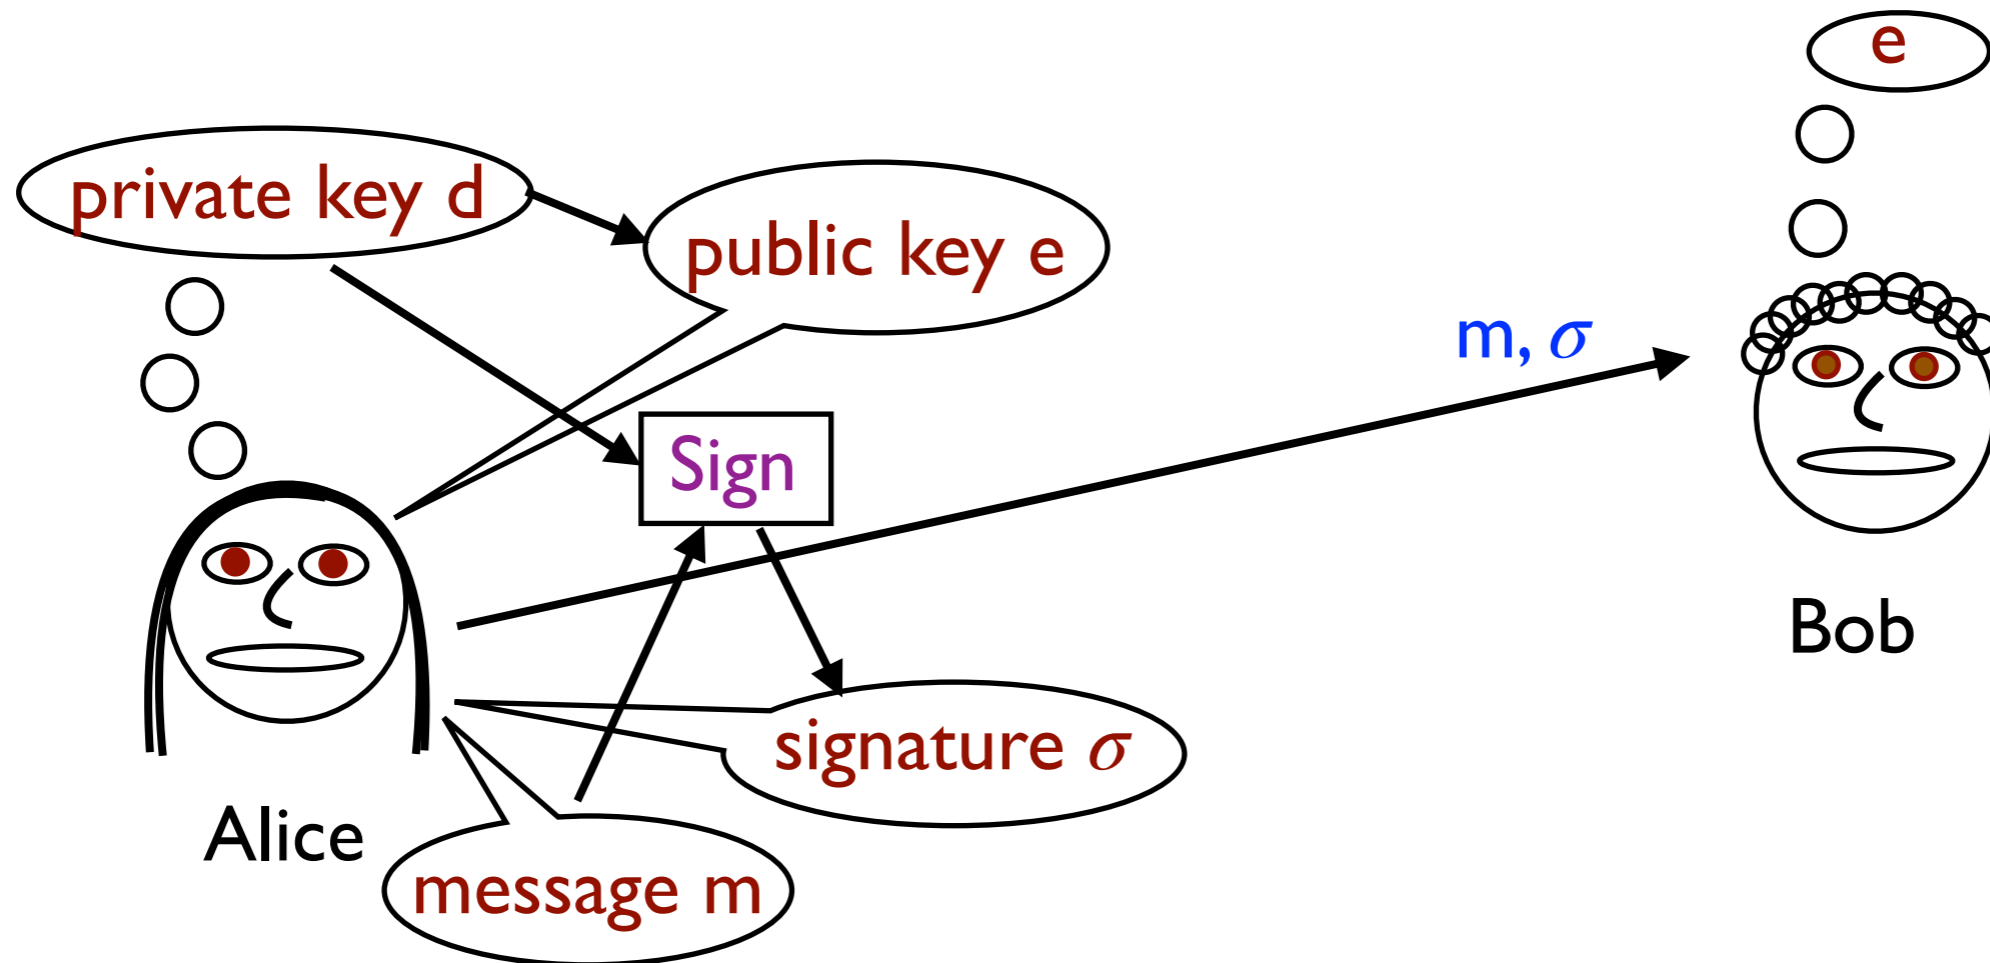 e
private key d
public key e
m, σ
Sign
Bob
signature σ
Alice
message m